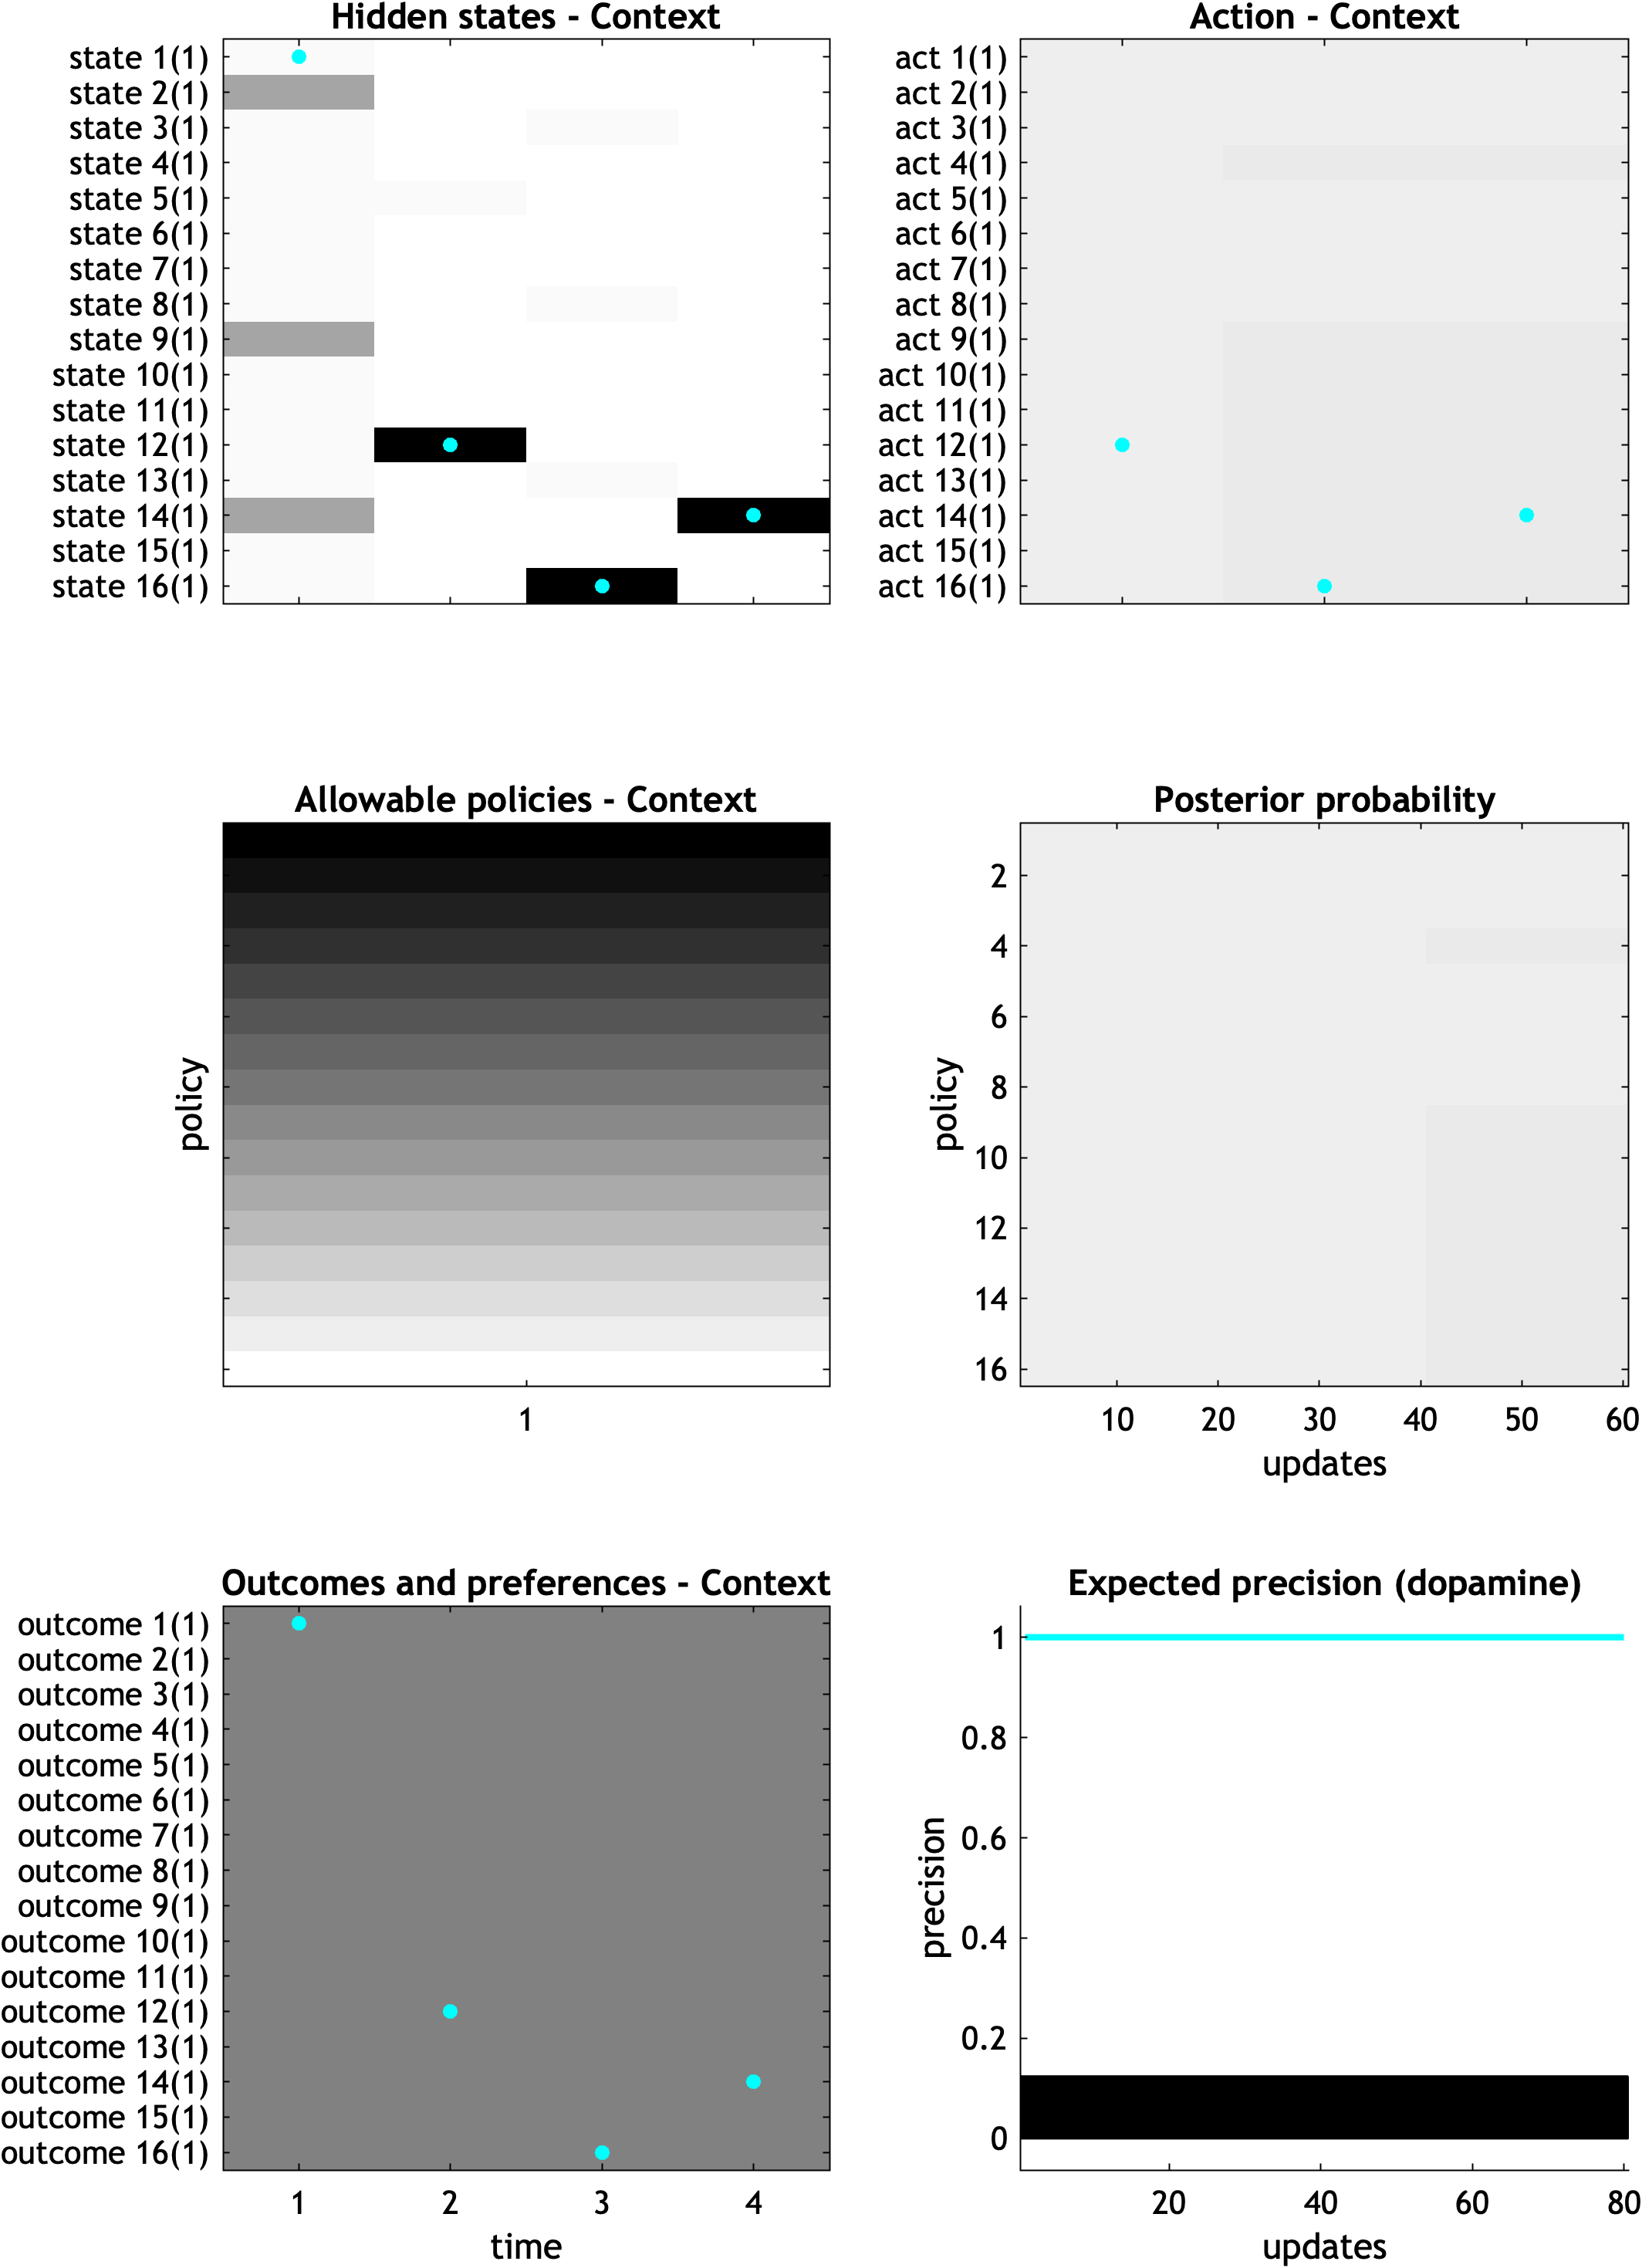 Hidden states - Context
state 1(1)
state 2(1)
state 3(1)
state 4(1)
state 5(1)
state 6(1)
state 7(1)
state 8(1)
state 9(1)
state 10(1)
state 11(1)
state 12(1)
state 13(1)
state 14(1)
state 15(1)
state 16(1)
Action - Context
act 1(1)
act 2(1)
act 3(1)
act 4(1)
act 5(1)
act 6(1)
act 7(1)
act 8(1)
act 9(1)
act 10(1)
act 11(1)
act 12(1)
act 13(1)
act 14(1)
act 15(1)
act 16(1)
Allowable policies - Context
policy
1
Posterior probability
policy
2
4
6
8
10
12
14
16
10 20 30 40 50 60
updates
Outcomes and preferences - Context
outcome 1(1)
outcome 2(1)
outcome 3(1)
outcome 4(1)
outcome 5(1)
outcome 6(1)
outcome 7(1)
outcome 8(1)
outcome 9(1)
outcome 10(1)
outcome 11(1)
outcome 12(1)
outcome 13(1)
outcome 14(1)
outcome 15(1)
outcome 16(1)
1 2 3 4
time
Expected precision (dopamine)
precision
1
0.8
0.6
0.4
0.2
0
20 40 60 80
updates